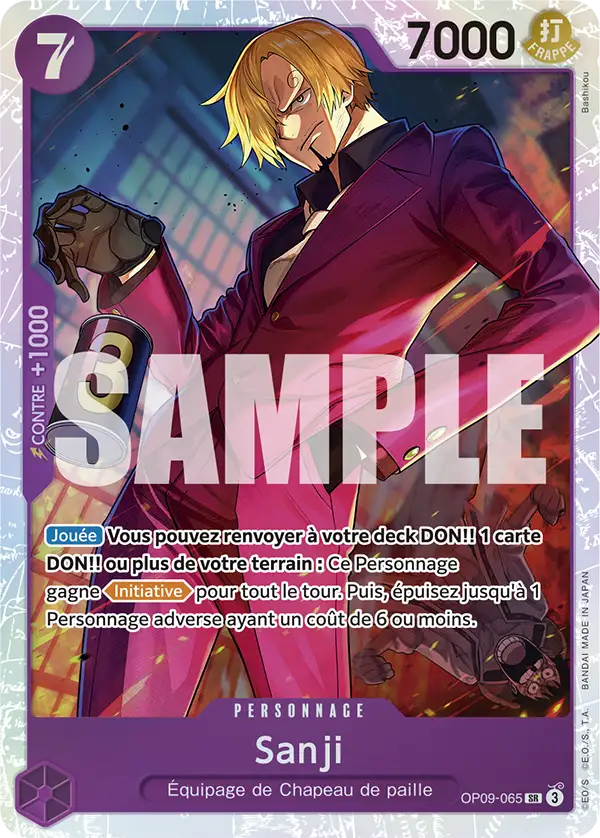 7
7000
打
FRAPPE
Bashikou
CONTRE +1000
8
SAMPLE
Jouée Vous pouvez renvoyer à votre deck DON!! 1 carte
DON!! ou plus de votre terrain : Ce Personnage
gagne Initiative pour tout le tour. Puis, épuisez jusqu'à 1
Personnage adverse ayant un coût de 6 ou moins.
©E.O/S ©E.O./S., T.A. BANDAI MADE IN JAPAN
PERSONNAGE
Sanji
Équipage de Chapeau de paille
OP09-065 SR 3